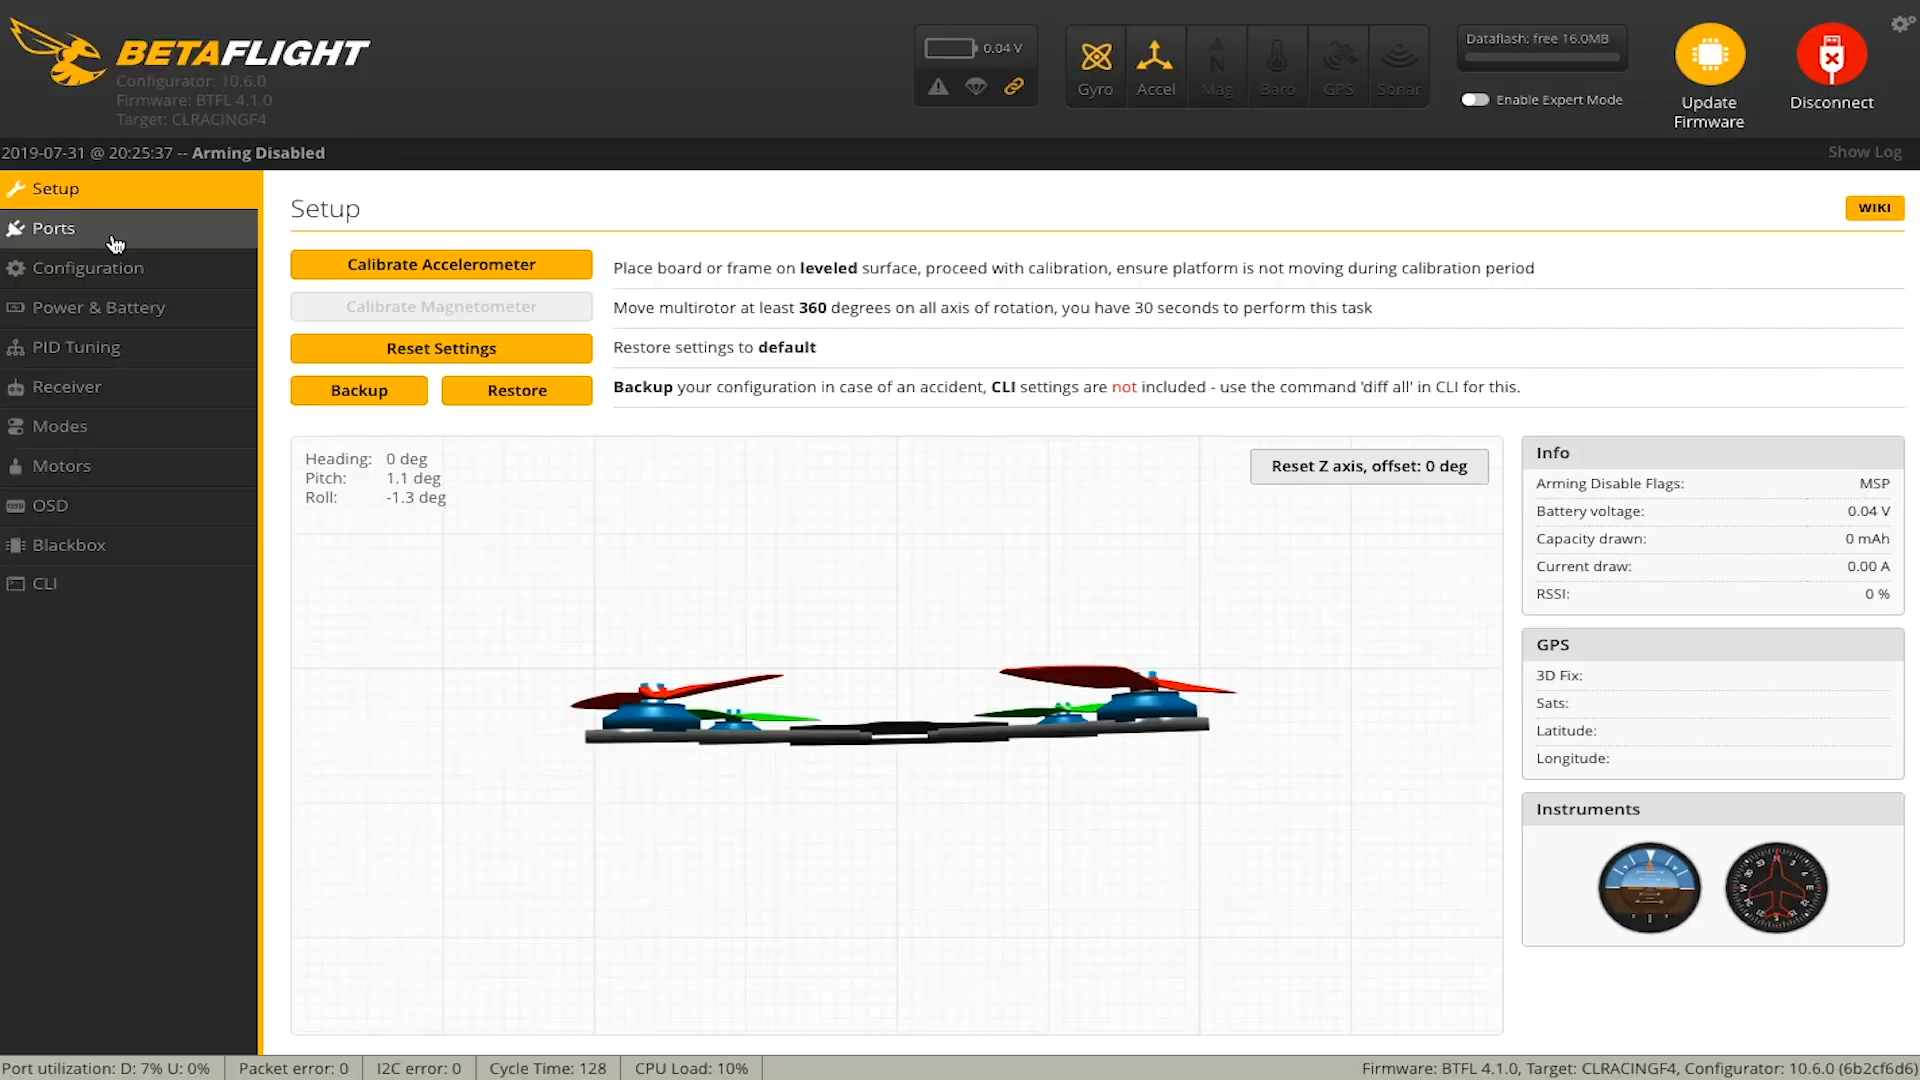 BETAFLIGHT
Configurator: 10.6.0
Firmware: BTFL 4.1.0
Target: CLRACINGF4
0.04 V
Gyro
Accel
Mag
Baro
GPS
Sonar
Dataflash: free 16.0MB
Enable Expert Mode
Update
Firmware
Disconnect
2019-07-31 @ 20:25:37 -- Arming Disabled
Show Log
Setup
Ports
Configuration
Power & Battery
PID Tuning
Receiver
Modes
Motors
OSD
Blackbox
CLI
Setup
WIKI
Calibrate Accelerometer
Place board or frame on leveled surface, proceed with calibration, ensure platform is not moving during calibration period
Calibrate Magnetometer
Move multirotor at least 360 degrees on all axis of rotation, you have 30 seconds to perform this task
Reset Settings
Restore settings to default
Backup
Restore
Backup your configuration in case of an accident, CLI settings are not included - use the command 'diff all' in CLI for this.
Heading: 0 deg
Pitch: 1.1 deg
Roll: -1.3 deg
Reset Z axis, offset: 0 deg
Info
Arming Disable Flags: MSP
Battery voltage: 0.04 V
Capacity drawn: 0 mAh
Current draw: 0.00 A
RSSI: 0 %
GPS
3D Fix:
Sats:
Latitude:
Longitude:
Instruments
Port utilization: D: 7% U: 0%
Packet error: 0
I2C error: 0
Cycle Time: 128
CPU Load: 10%
Firmware: BTFL 4.1.0, Target: CLRACINGF4, Configurator: 10.6.0 (6b2cf6d6)